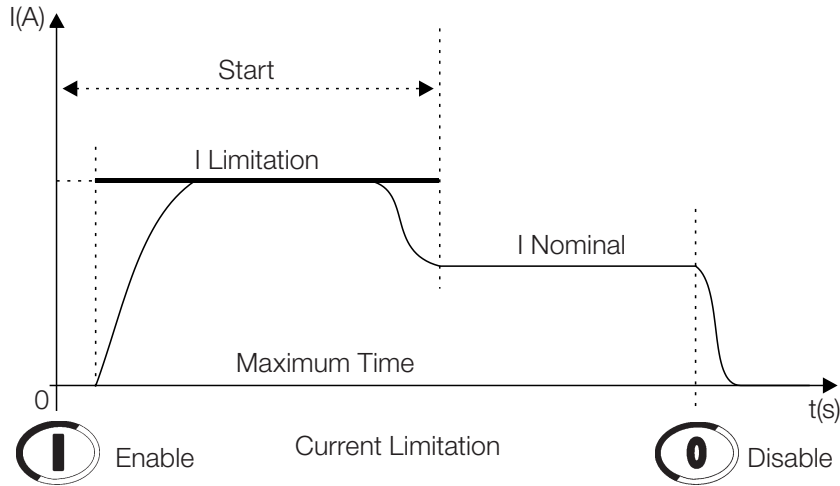 I(A)
Start
I Limitation
I Nominal
Maximum Time
0
t(s)
I Enable
Current Limitation
0 Disable